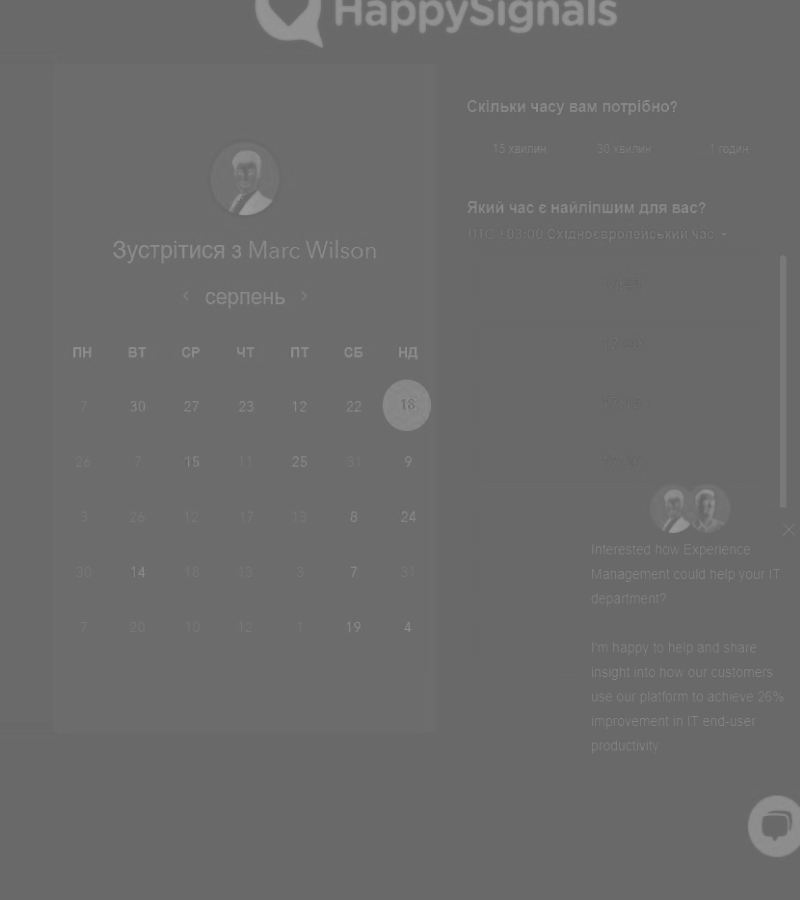 HappySignals
Зустрітися з Marc Wilson
серпень
ПН ВТ СР ЧТ ПТ СБ НД
7 30 27 23 12 22 18
26 7 15 11 25 31 9
5 26 12 17 13 8 24
30 14 18 3 7 31
7 20 10 12 1 19 4
Скільки часу вам потрібно?
15 хвилин 30 хвилин 1 годин
Який час є найліпшим для вас?
UTC +03:00 Східноєвропейський час
Interested how Experience
Management could help your IT
department?
I'm happy to help and share
insight into how our customers
use our platform to achieve 26%
improvement in IT end-user
productivity